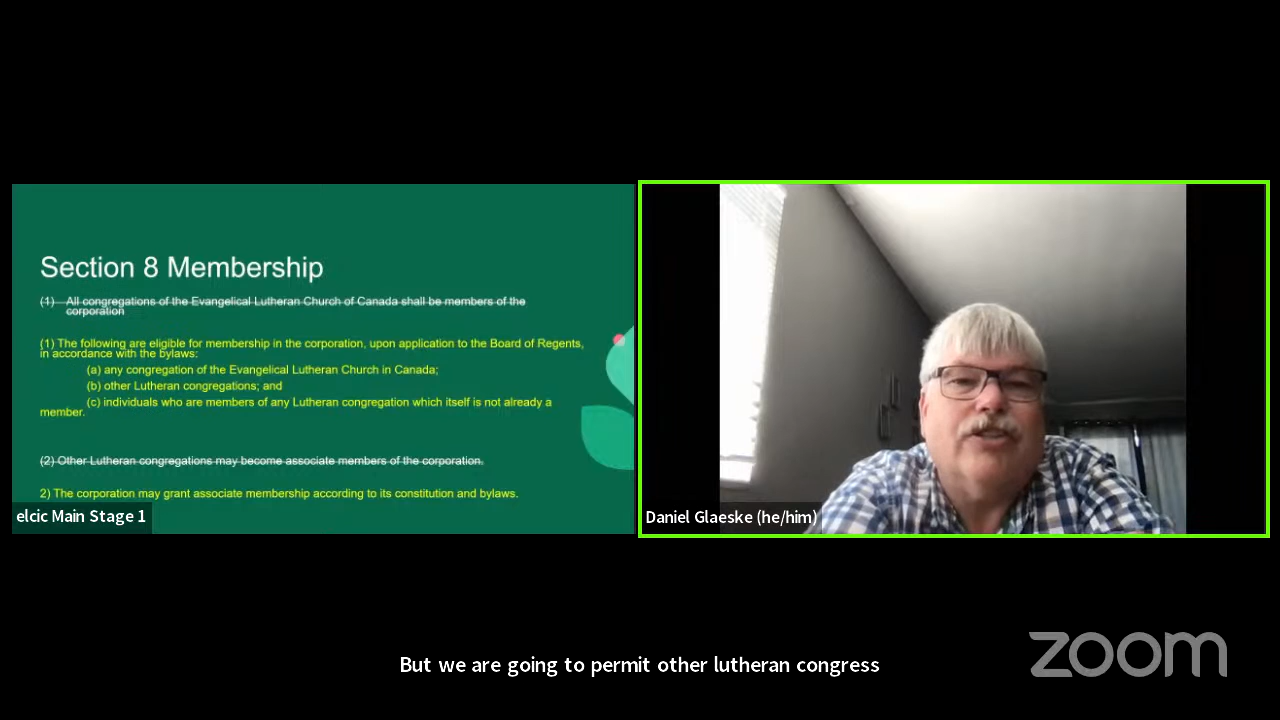 Section 8 Membership
(1) All congregations of the Evangelical Lutheran Church of Canada shall be members of the
corporation
(1) The following are eligible for membership in the corporation, upon application to the Board of Regents,
in accordance with the bylaws:
(a) any congregation of the Evangelical Lutheran Church in Canada;
(b) other Lutheran congregations; and
(c) individuals who are members of any Lutheran congregation which itself is not already a
member.
(2) Other Lutheran congregations may become associate members of the corporation.
2) The corporation may grant associate membership according to its constitution and bylaws.
elcic Main Stage 1
Daniel Glaeske (he/him)
But we are going to permit other lutheran congress
zoom